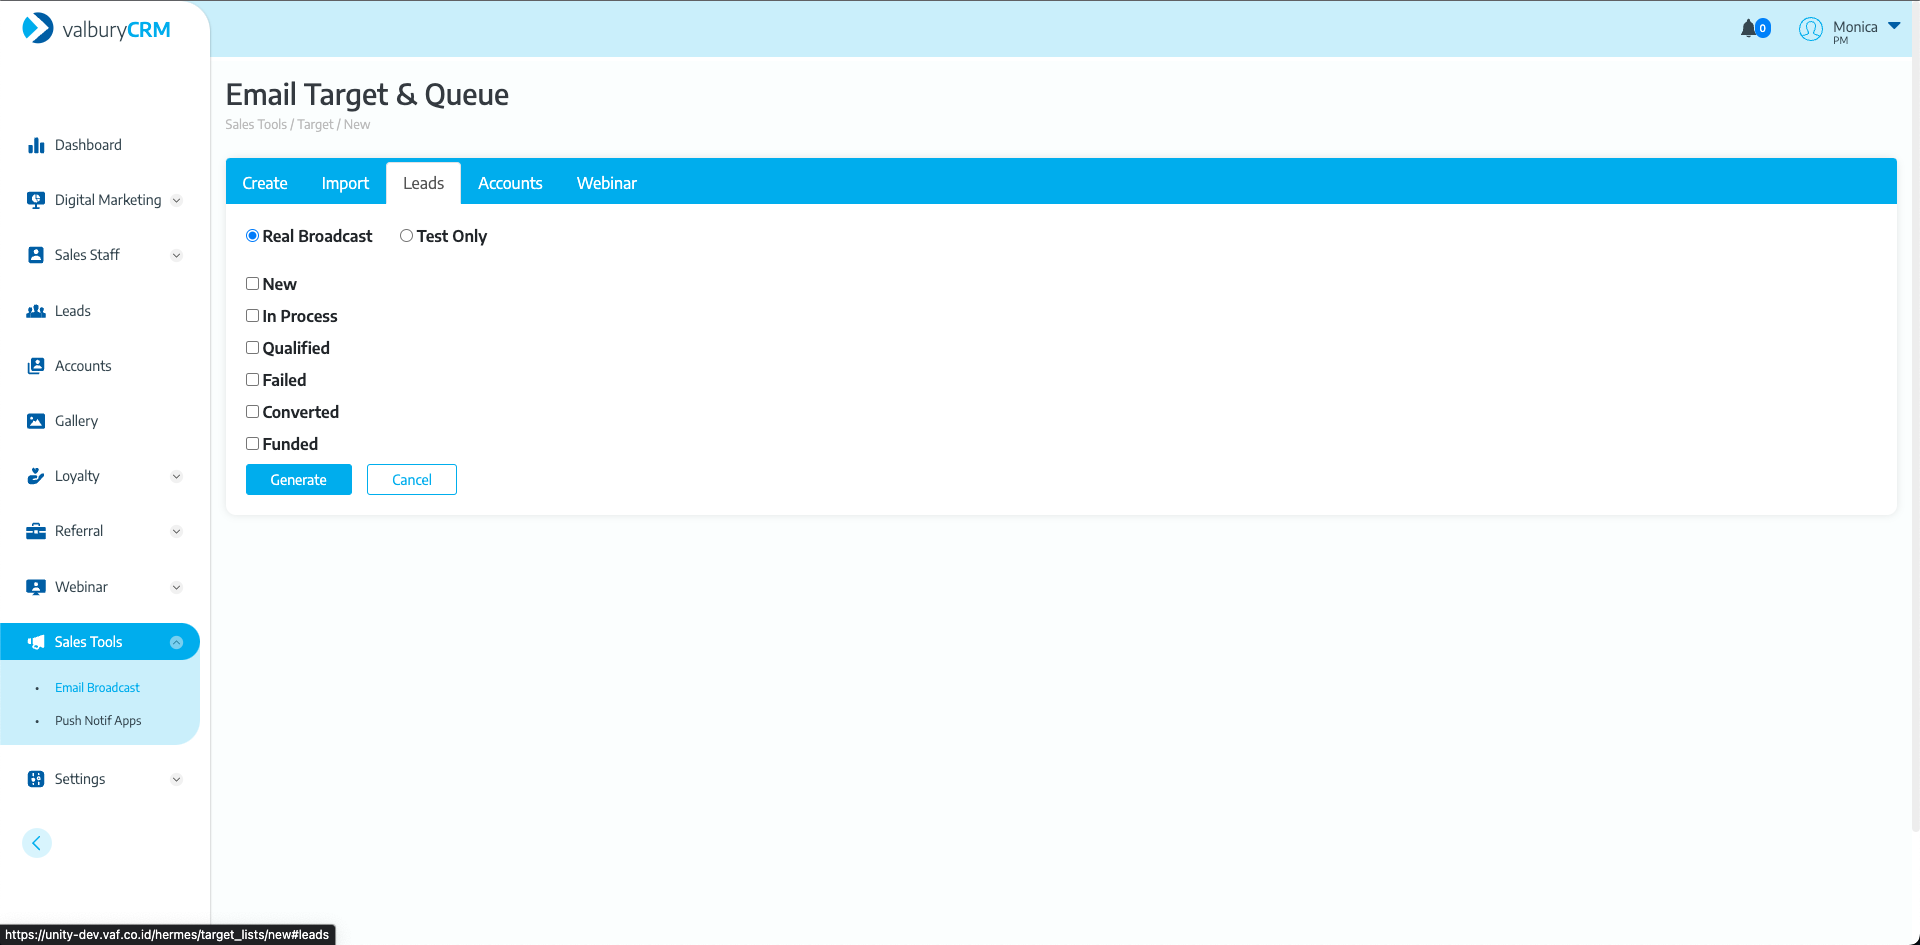 valburyCRM
0
Monica
PM
Dashboard
Digital Marketing
Sales Staff
Leads
Accounts
Gallery
Loyalty
Referral
Webinar
Sales Tools
• Email Broadcast
• Push Notif Apps
Settings
Email Target & Queue
Sales Tools / Target / New
Create Import Leads Accounts Webinar
Real Broadcast Test Only
New
In Process
Qualified
Failed
Converted
Funded
Generate Cancel
https://unity-dev.vaf.co.id/hermes/target_lists/new#leads